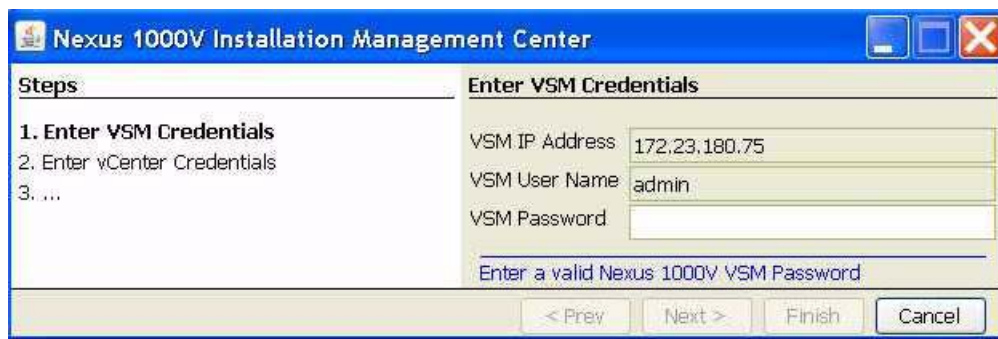 Nexus 1000V Installation Management Center
Steps
1. Enter VSM Credentials
2. Enter vCenter Credentials
3. ...
Enter VSM Credentials
VSM IP Address 172.23.180.75
VSM User Name admin
VSM Password
Enter a valid Nexus 1000V VSM Password
< Prev Next > Finish Cancel